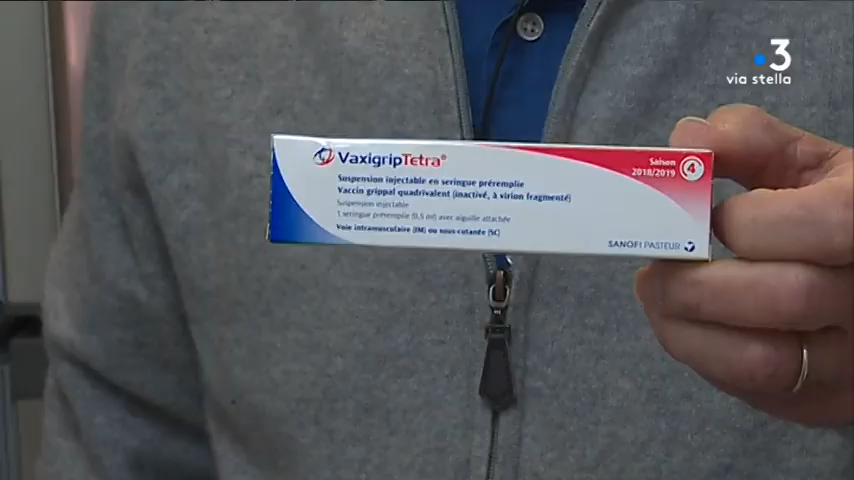 3
via stella
VaxigripTetra®
Saison
2018/2019
4
Suspension injectable en seringue préremplie
Vaccin grippal quadrivalent (inactivé, à virion fragmenté)
Suspension injectable
1 seringue préremplie (0,5 ml) avec aiguille attachée
Voie intramusculaire (IM) ou sous-cutanée (SC)
SANOFI PASTEUR